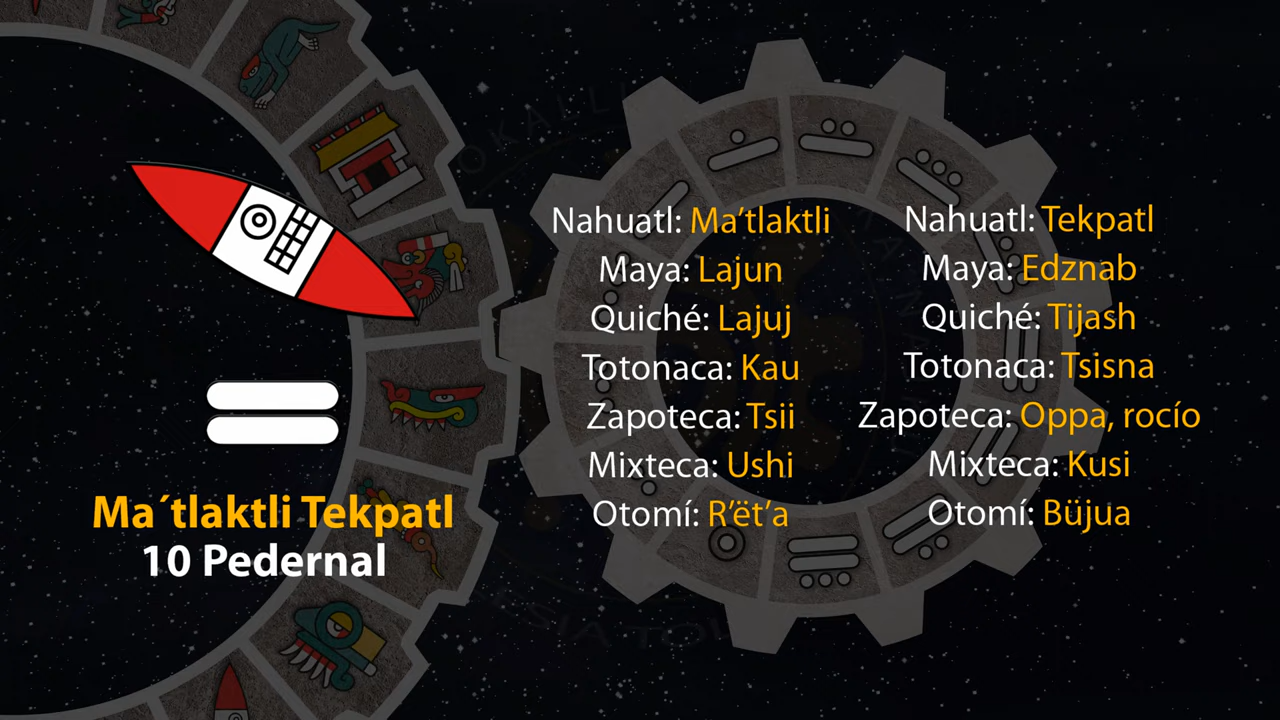 Ma´tlaktli Tekpatl
10 Pedernal
Nahuatl: Ma’tlaktli
Maya: Lajun
Quiché: Lajuj
Totonaca: Kau
Zapoteca: Tsii
Mixteca: Ushi
Otomí: R’ët’a
Nahuatl: Tekpatl
Maya: Edznab
Quiché: Tijash
Totonaca: Tsisna
Zapoteca: Oppa, rocío
Mixteca: Kusi
Otomí: Büjua